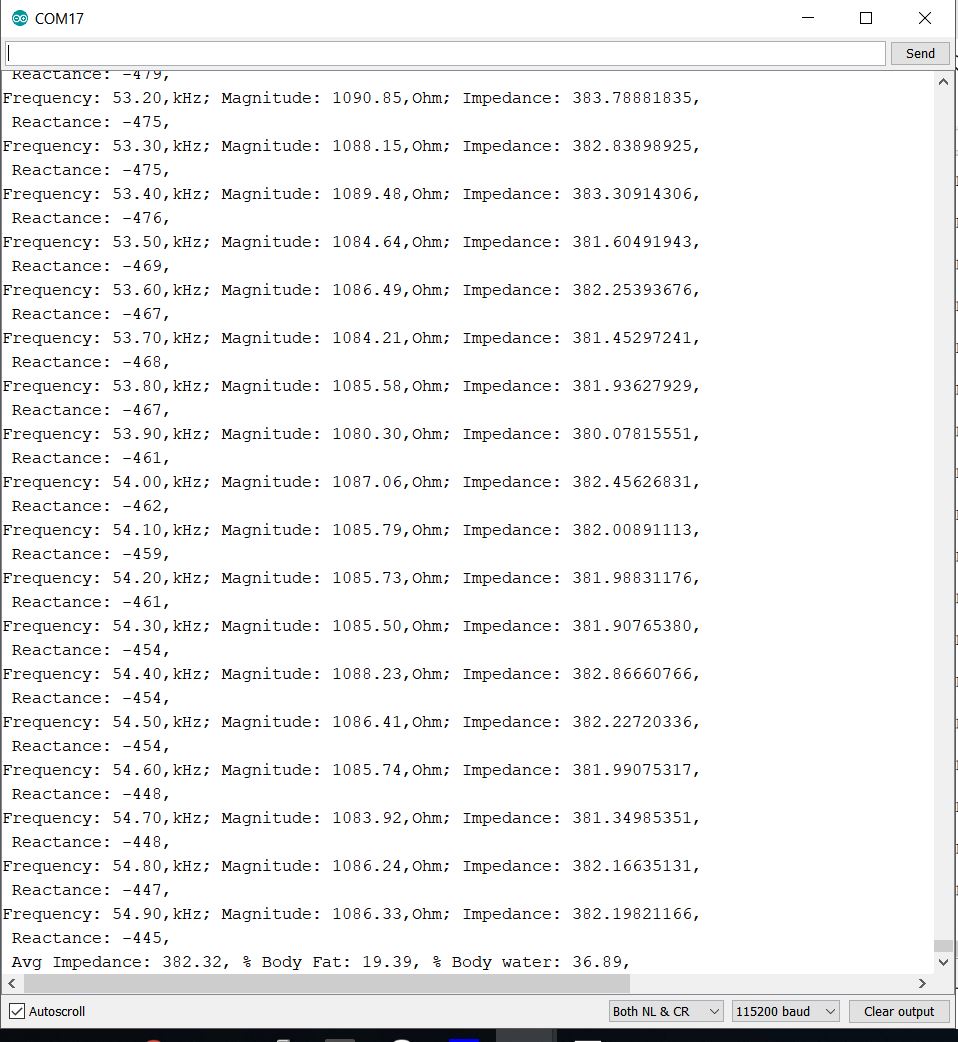 COM17
Send
Reactance: -479,
Frequency: 53.20,kHz; Magnitude: 1090.85,Ohm; Impedance: 383.78881835,
Reactance: -475,
Frequency: 53.30,kHz; Magnitude: 1088.15,Ohm; Impedance: 382.83898925,
Reactance: -475,
Frequency: 53.40,kHz; Magnitude: 1089.48,Ohm; Impedance: 383.30914306,
Reactance: -476,
Frequency: 53.50,kHz; Magnitude: 1084.64,Ohm; Impedance: 381.60491943,
Reactance: -469,
Frequency: 53.60,kHz; Magnitude: 1086.49,Ohm; Impedance: 382.25393676,
Reactance: -467,
Frequency: 53.70,kHz; Magnitude: 1084.21,Ohm; Impedance: 381.45297241,
Reactance: -468,
Frequency: 53.80,kHz; Magnitude: 1085.58,Ohm; Impedance: 381.93627929,
Reactance: -467,
Frequency: 53.90,kHz; Magnitude: 1080.30,Ohm; Impedance: 380.07815551,
Reactance: -461,
Frequency: 54.00,kHz; Magnitude: 1087.06,Ohm; Impedance: 382.45626831,
Reactance: -462,
Frequency: 54.10,kHz; Magnitude: 1085.79,Ohm; Impedance: 382.00891113,
Reactance: -459,
Frequency: 54.20,kHz; Magnitude: 1085.73,Ohm; Impedance: 381.98831176,
Reactance: -461,
Frequency: 54.30,kHz; Magnitude: 1085.50,Ohm; Impedance: 381.90765380,
Reactance: -454,
Frequency: 54.40,kHz; Magnitude: 1088.23,Ohm; Impedance: 382.86660766,
Reactance: -454,
Frequency: 54.50,kHz; Magnitude: 1086.41,Ohm; Impedance: 382.22720336,
Reactance: -454,
Frequency: 54.60,kHz; Magnitude: 1085.74,Ohm; Impedance: 381.99075317,
Reactance: -448,
Frequency: 54.70,kHz; Magnitude: 1083.92,Ohm; Impedance: 381.34985351,
Reactance: -448,
Frequency: 54.80,kHz; Magnitude: 1086.24,Ohm; Impedance: 382.16635131,
Reactance: -447,
Frequency: 54.90,kHz; Magnitude: 1086.33,Ohm; Impedance: 382.19821166,
Reactance: -445,
Avg Impedance: 382.32, % Body Fat: 19.39, % Body water: 36.89,
Autoscroll Both NL & CR 115200 baud Clear output